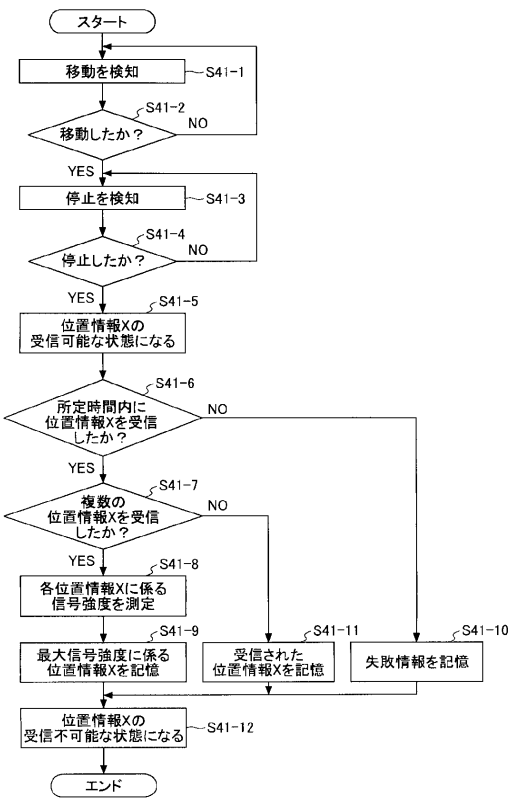 スタート
移動を検知
S41-1
S41-2
移動したか？
NO
YES
停止を検知
S41-3
S41-4
停止したか？
NO
YES
S41-5
位置情報Xの
受信可能な状態になる
S41-6
所定時間内に
位置情報Xを受信
したか？
NO
YES
S41-7
複数の
位置情報Xを受信
したか？
NO
YES
S41-8
各位置情報Xに係る
信号強度を測定
S41-9
最大信号強度に係る
位置情報Xを記憶
S41-11
受信された
位置情報Xを記憶
S41-10
失敗情報を記憶
位置情報Xの
受信不可能な状態になる
S41-12
エンド